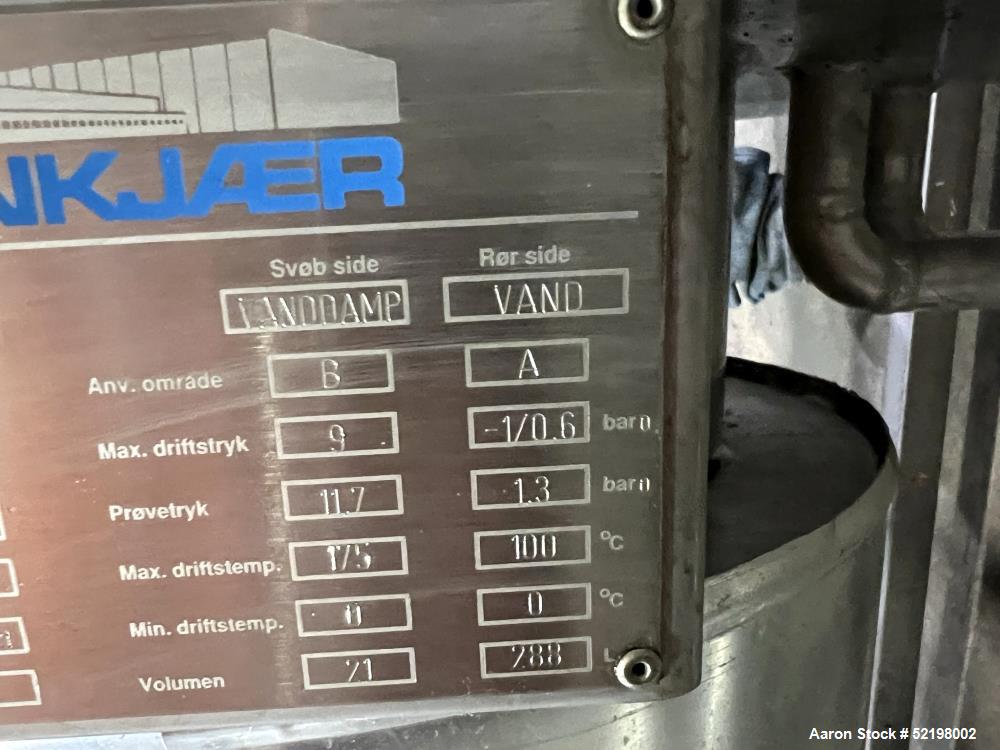 NKJÆR
Svøb side Rør side
VANDDAMP VAND
Anv. område B A
Max. driftstryk 9 -1/0.6 baro
Prøvetryk 11.7 1.3 baro
Max. driftstemp. 175 100 °C
Min. driftstemp. 0 0 °C
Volumen 21 288 L
Aaron Stock # 52198002